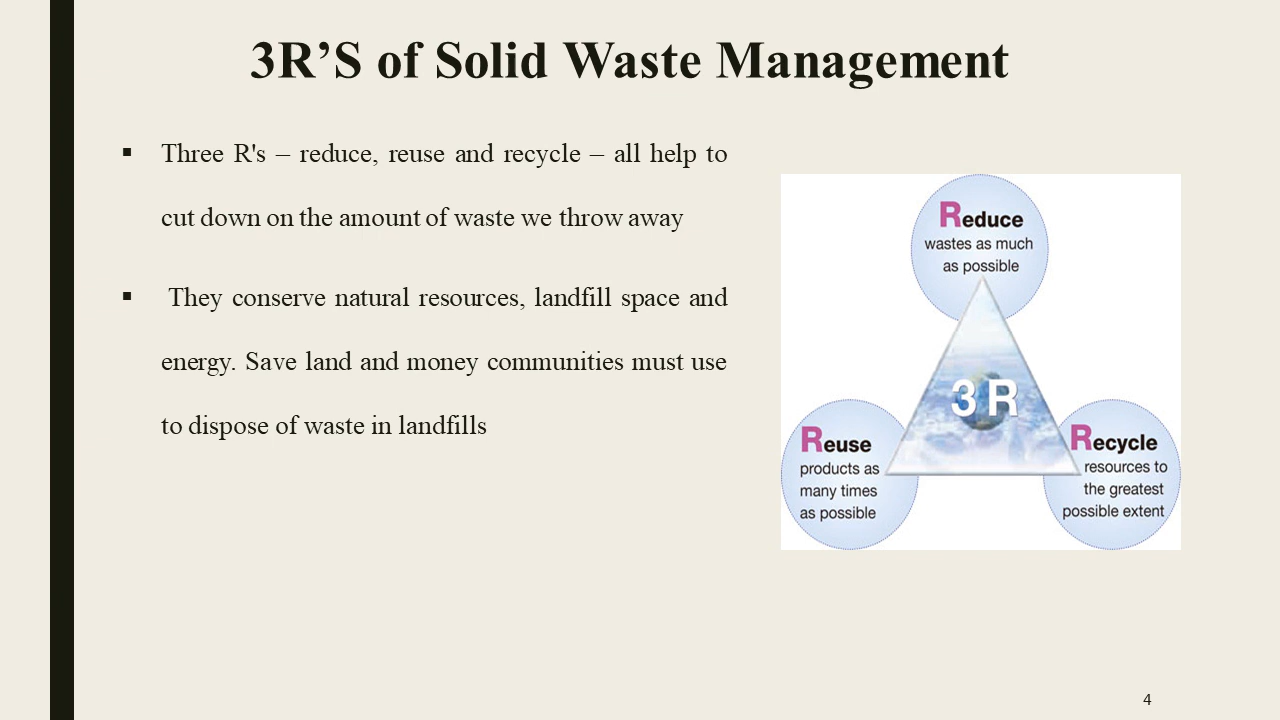 3R’S of Solid Waste Management
▪ Three R's – reduce, reuse and recycle – all help to
cut down on the amount of waste we throw away
▪ They conserve natural resources, landfill space and
energy. Save land and money communities must use
to dispose of waste in landfills
Reduce
wastes as much
as possible
3 R
Reuse
products as
many times
as possible
Recycle
resources to
the greatest
possible extent
4